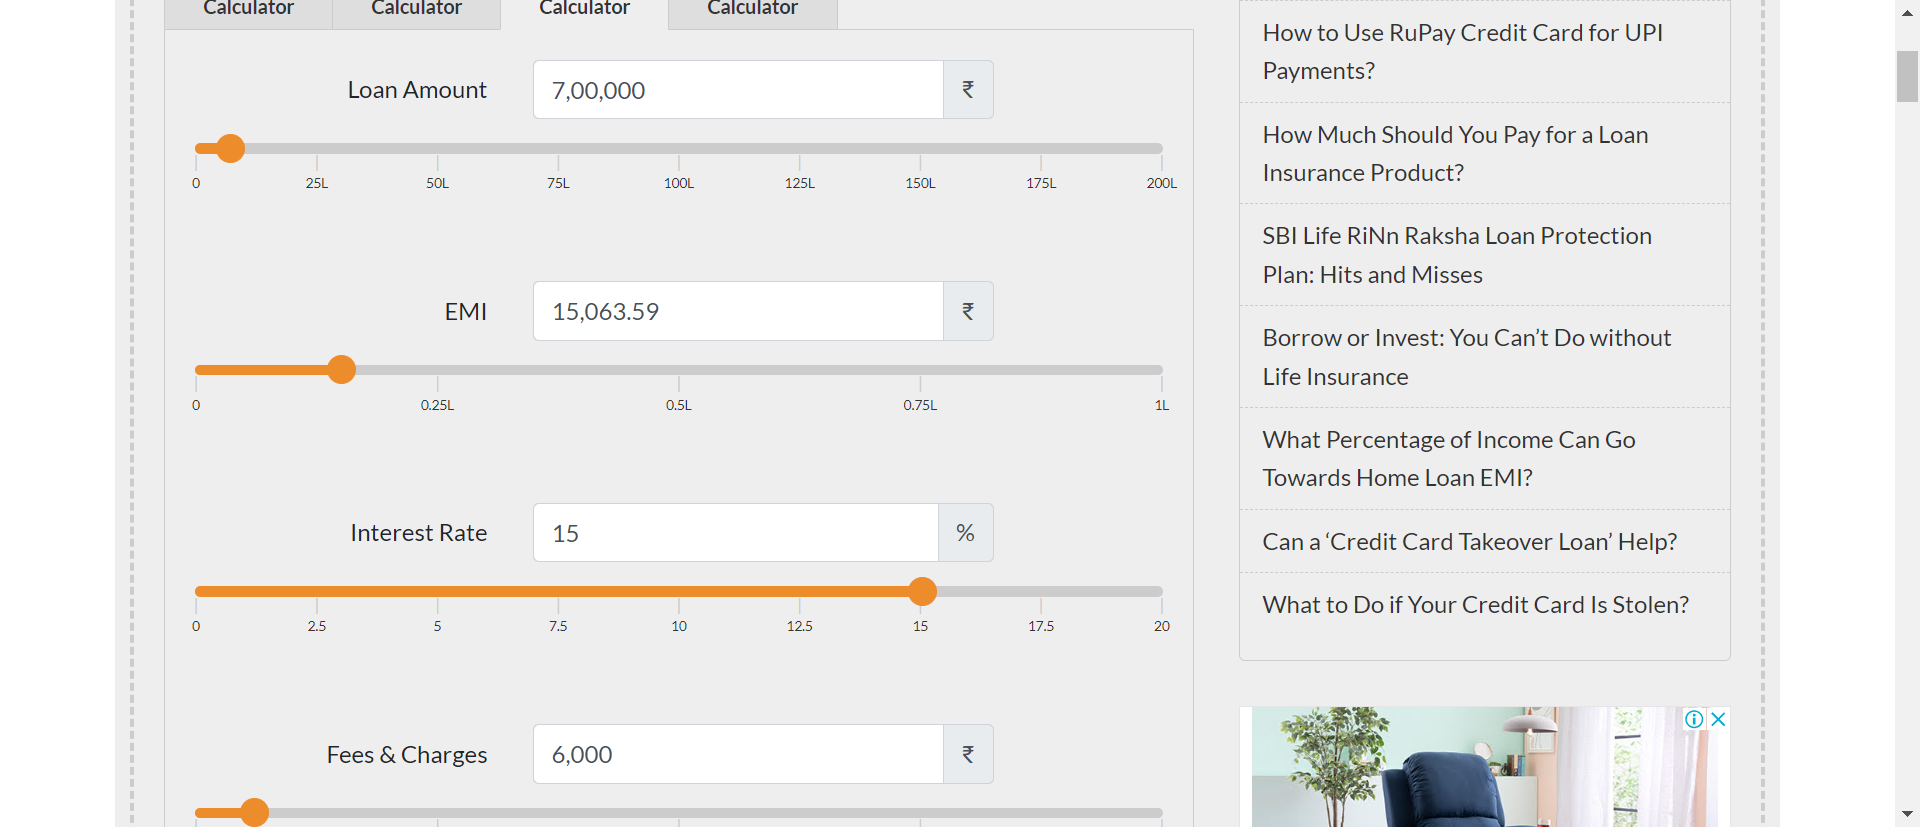 Calculator
Calculator
Calculator
Calculator
Loan Amount
7,00,000
₹
0
25L
50L
75L
100L
125L
150L
175L
200L
EMI
15,063.59
₹
0
0.25L
0.5L
0.75L
1L
Interest Rate
15
%
0
2.5
5
7.5
10
12.5
15
17.5
20
Fees & Charges
6,000
₹
How to Use RuPay Credit Card for UPI
Payments?
How Much Should You Pay for a Loan
Insurance Product?
SBI Life RiNn Raksha Loan Protection
Plan: Hits and Misses
Borrow or Invest: You Can’t Do without
Life Insurance
What Percentage of Income Can Go
Towards Home Loan EMI?
Can a ‘Credit Card Takeover Loan’ Help?
What to Do if Your Credit Card Is Stolen?